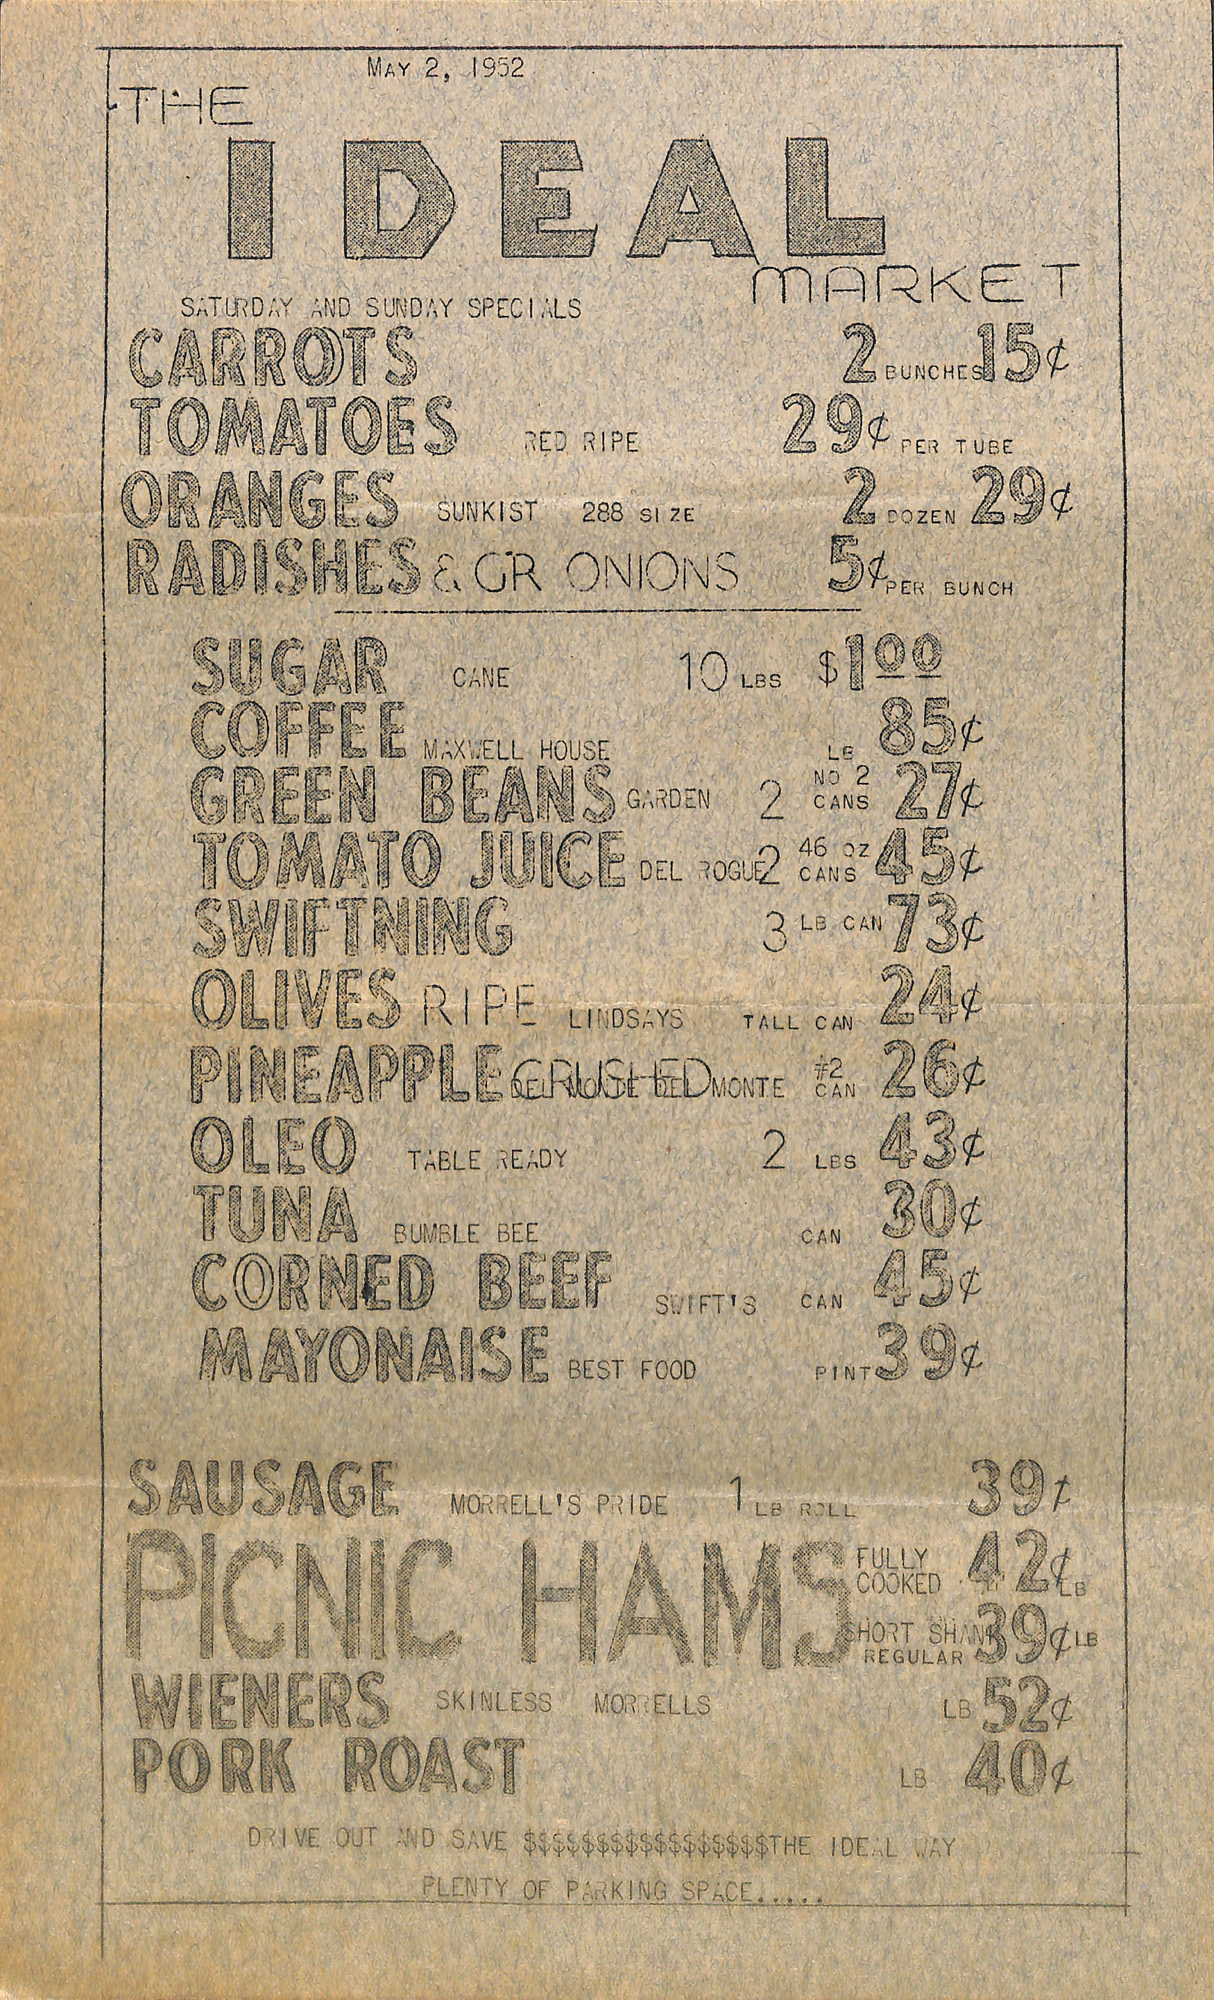 MAY 2, 1952
THE
IDEAL
MARKET
SATURDAY AND SUNDAY SPECIALS
CARROTS 2 BUNCHES 15¢
TOMATOES RED RIPE 29¢ PER TUBE
ORANGES SUNKIST 288 SIZE 2 DOZEN 29¢
RADISHES & GR ONIONS 5¢ PER BUNCH
SUGAR CANE 10 LBS $1 00
COFFEE MAXWELL HOUSE LB 85¢
GREEN BEANS GARDEN 2 NO 2 CANS 27¢
TOMATO JUICE DEL ROGUE 2 46 OZ CANS 45¢
SWIFTNING 3 LB CAN 73¢
OLIVES RIPE LINDSAYS TALL CAN 24¢
PINEAPPLE CRUSHED DEL MONTE DEL MONTE #2 CAN 26¢
OLEO TABLE READY 2 LBS 43¢
TUNA BUMBLE BEE CAN 30¢
CORNED BEEF SWIFT'S CAN 45¢
MAYONAISE BEST FOOD PINT 39¢
SAUSAGE MORRELL'S PRIDE 1 LB ROLL 39¢
PICNIC HAMS FULLY COOKED 42¢ LB
SHORT SHANK REGULAR 39¢ LB
WIENERS SKINLESS MORRELLS LB 52¢
PORK ROAST LB 40¢
DRIVE OUT AND SAVE $$$$$$$$$$$$$$$$$THE IDEAL WAY
PLENTY OF PARKING SPACE.....